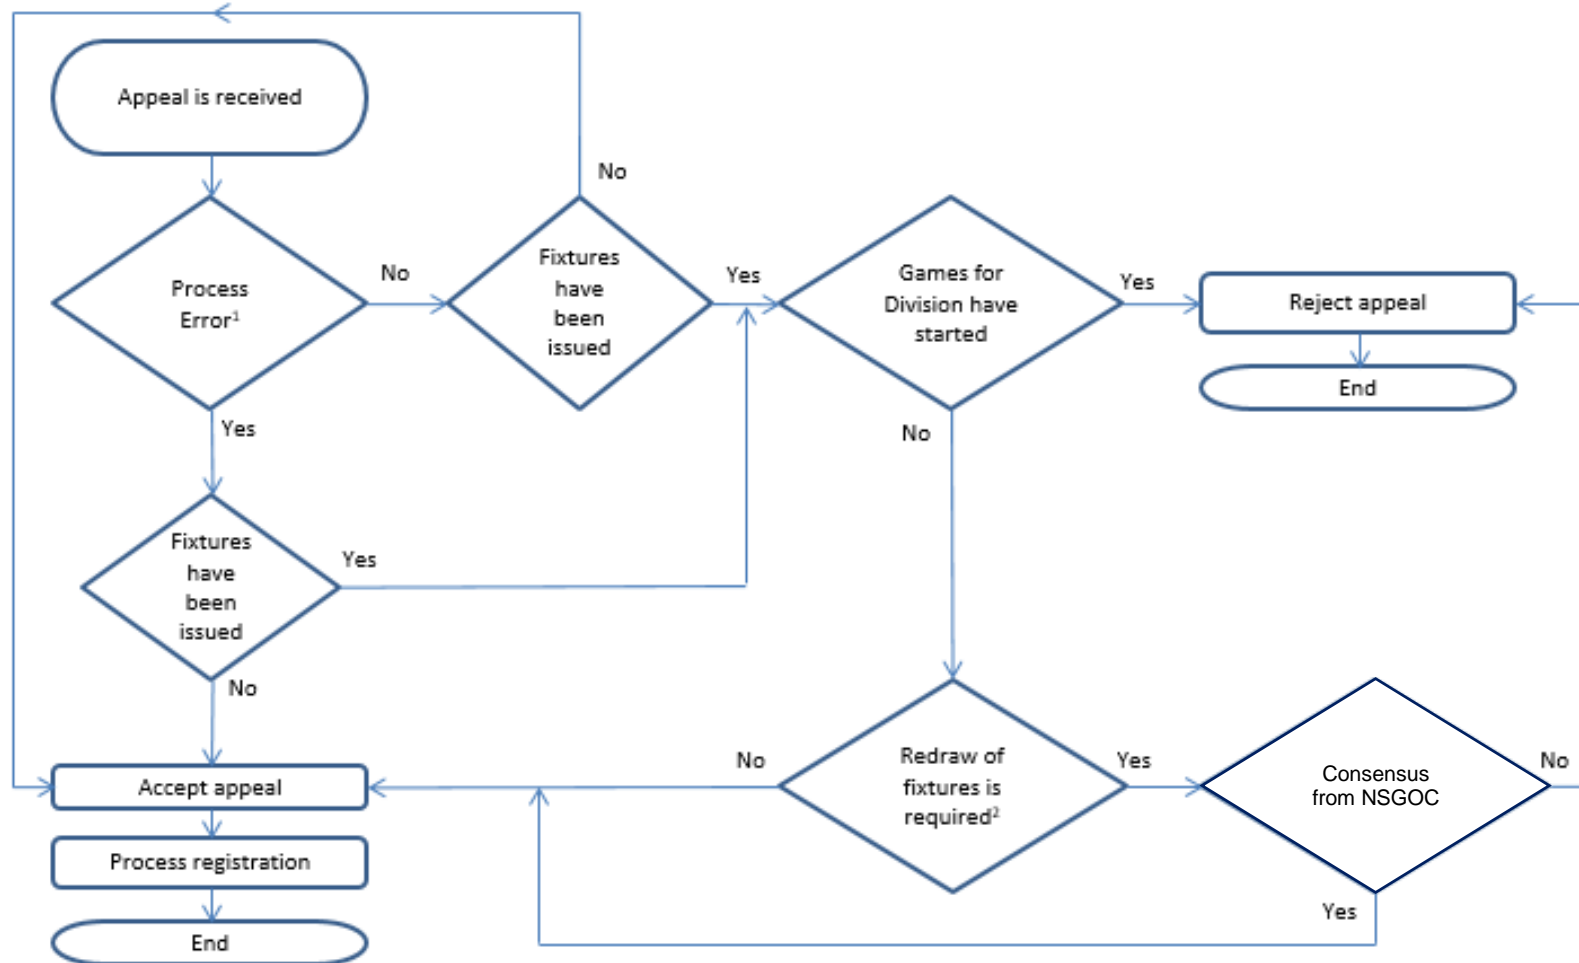 Appeal is received
No
Process
Error¹
No
Fixtures
have
been
issued
Yes
Games for
Division have
started
Yes
Reject appeal
End
Yes
No
Fixtures
have
been
issued
Yes
No
Accept appeal
Process registration
End
No
Redraw of
fixtures is
required²
Yes
Consensus
from NSGOC
No
Yes